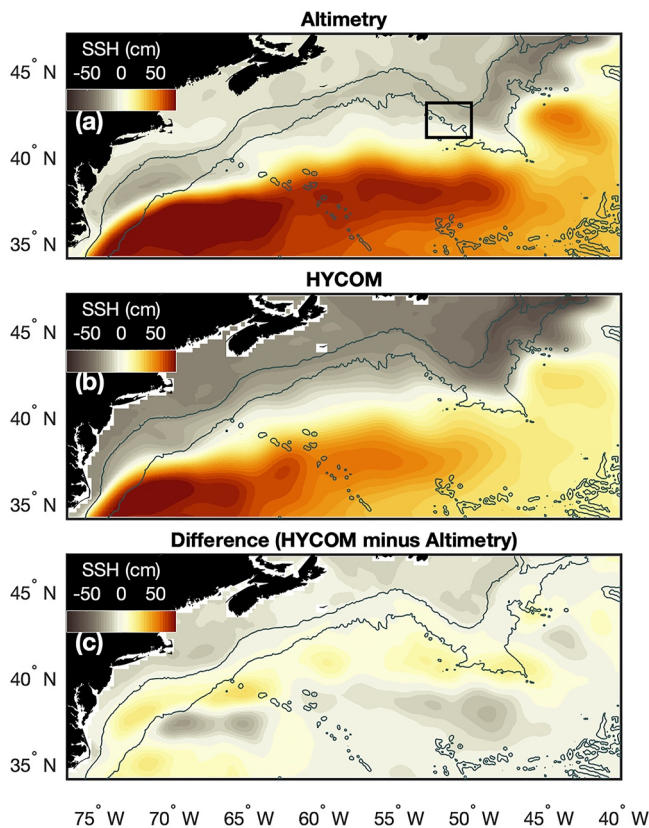 Altimetry
SSH (cm)
-50 0 50
(a)
45° N
40° N
35° N
HYCOM
SSH (cm)
-50 0 50
(b)
45° N
40° N
35° N
Difference (HYCOM minus Altimetry)
SSH (cm)
-50 0 50
(c)
45° N
40° N
35° N
75° W 70° W 65° W 60° W 55° W 50° W 45° W 40° W